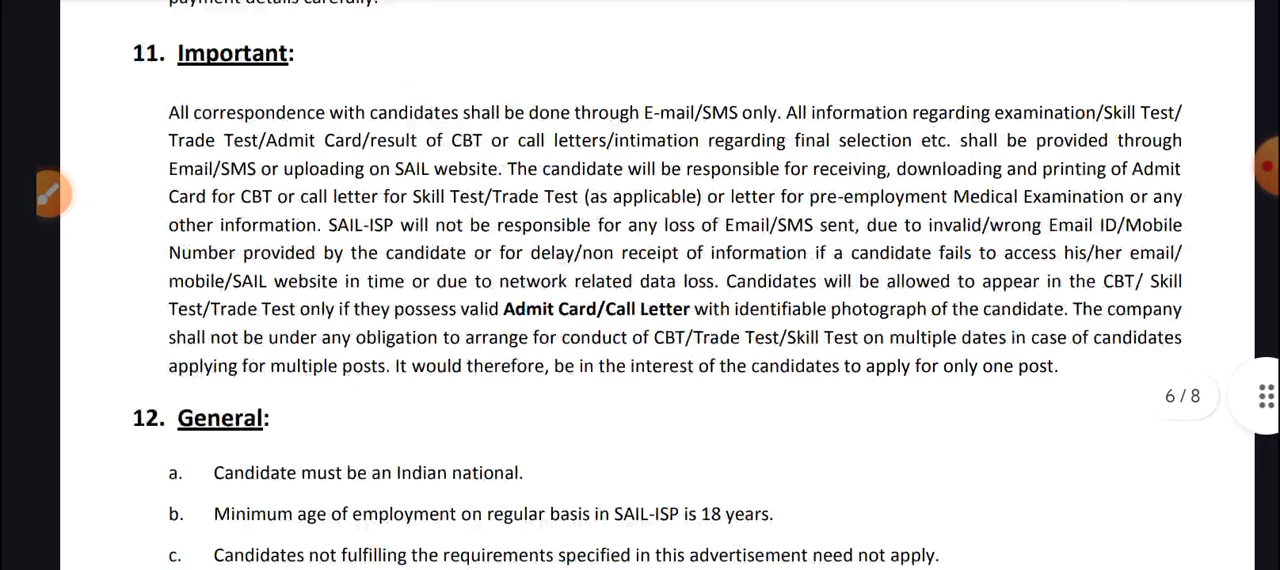 payment details carefully.
11. Important:
All correspondence with candidates shall be done through E-mail/SMS only. All information regarding examination/Skill Test/
Trade Test/Admit Card/result of CBT or call letters/intimation regarding final selection etc. shall be provided through
Email/SMS or uploading on SAIL website. The candidate will be responsible for receiving, downloading and printing of Admit
Card for CBT or call letter for Skill Test/Trade Test (as applicable) or letter for pre-employment Medical Examination or any
other information. SAIL-ISP will not be responsible for any loss of Email/SMS sent, due to invalid/wrong Email ID/Mobile
Number provided by the candidate or for delay/non receipt of information if a candidate fails to access his/her email/
mobile/SAIL website in time or due to network related data loss. Candidates will be allowed to appear in the CBT/ Skill
Test/Trade Test only if they possess valid Admit Card/Call Letter with identifiable photograph of the candidate. The company
shall not be under any obligation to arrange for conduct of CBT/Trade Test/Skill Test on multiple dates in case of candidates
applying for multiple posts. It would therefore, be in the interest of the candidates to apply for only one post.
6 / 8
12. General:
a. Candidate must be an Indian national.
b. Minimum age of employment on regular basis in SAIL-ISP is 18 years.
c. Candidates not fulfilling the requirements specified in this advertisement need not apply.